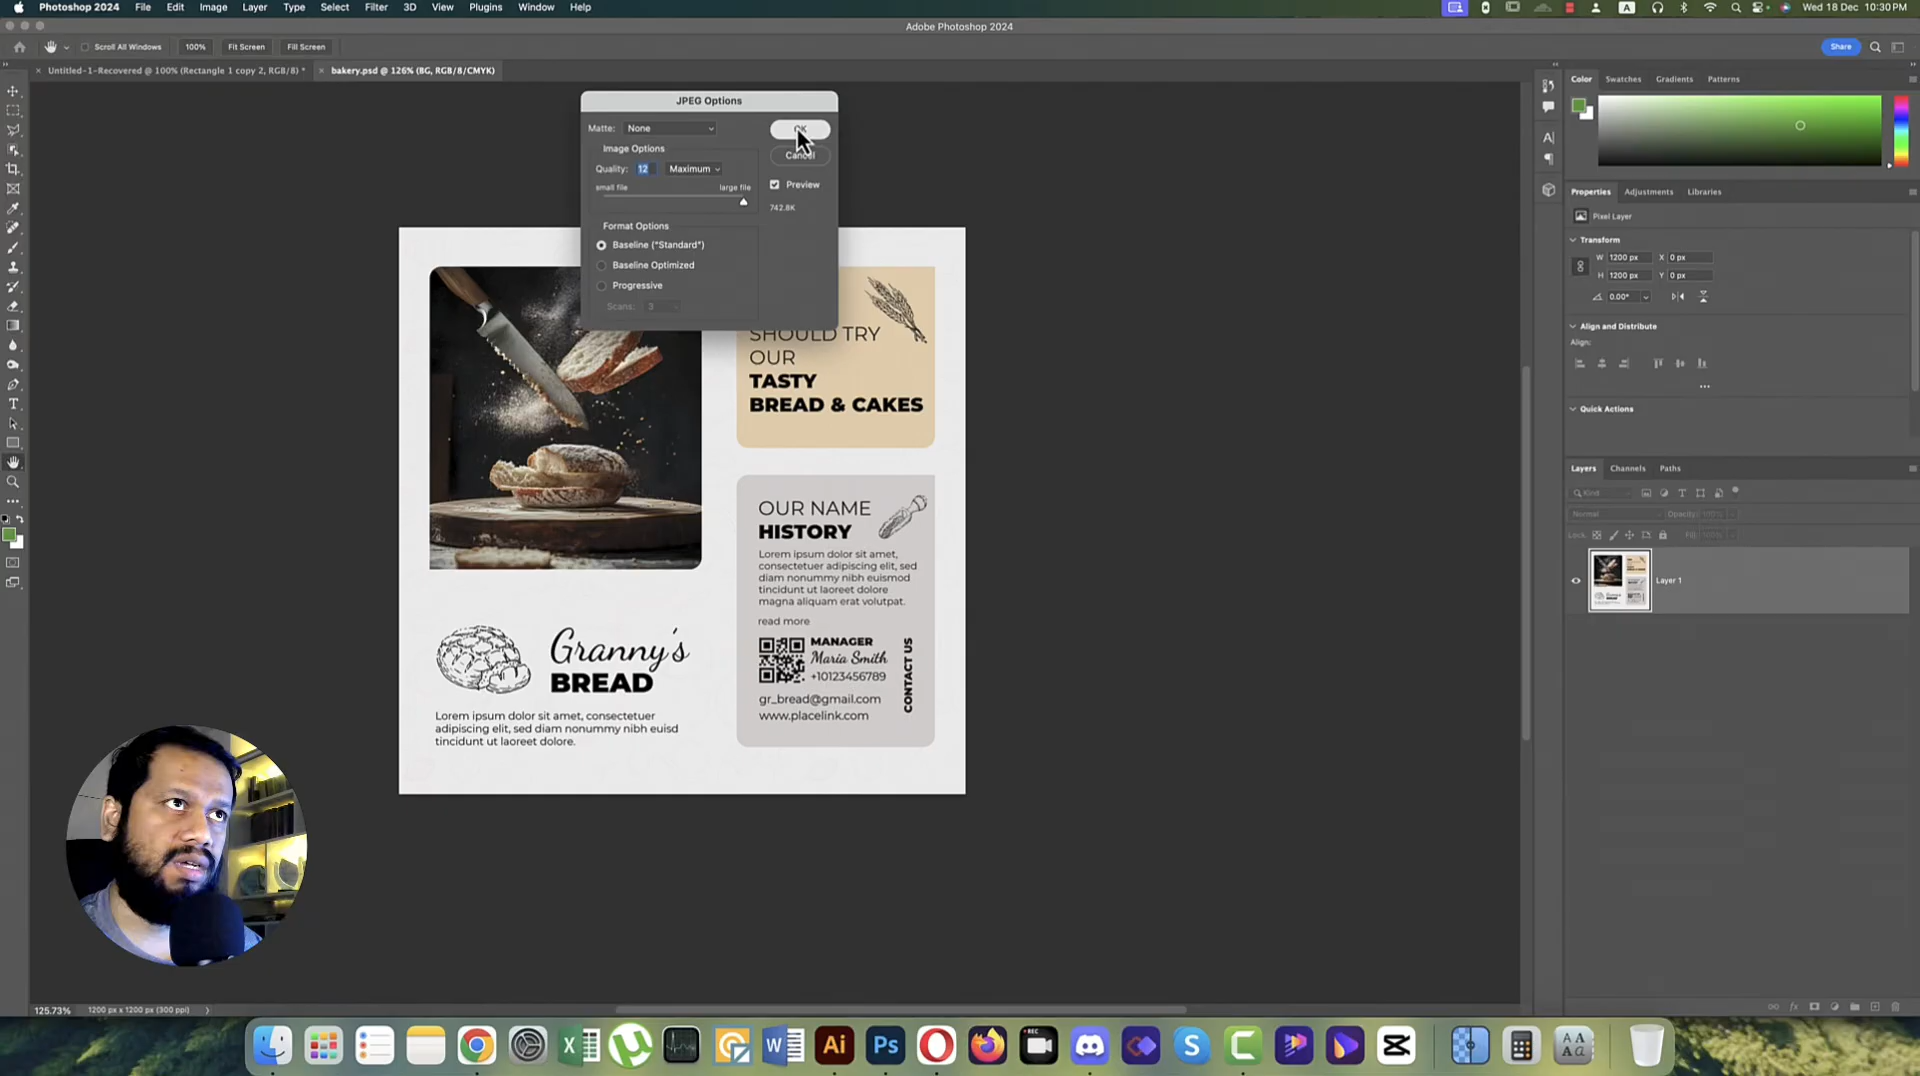 Photoshop 2024 File Edit Image Layer Type Select Filter 3D View Plugins Window Help
Wed 18 Dec 10:30 PM
Adobe Photoshop 2024
Scroll All Windows 100% Fit Screen Fill Screen
Share
× Untitled-1-Recovered @ 100% (Rectangle 1 copy 2, RGB/8) *
× bakery.psd @ 126% (BG, RGB/8/CMYK)
JPEG Options
Matte: None
OK
Cancel
Image Options
Quality: 12 Maximum
small file large file
Preview
742.8K
Format Options
Baseline ("Standard")
Baseline Optimized
Progressive
Scans: 3
SHOULD TRY
OUR
TASTY
BREAD & CAKES
OUR NAME
HISTORY
Lorem ipsum dolor sit amet,
consectetuer adipiscing elit, sed
diam nonummy nibh euismod
tincidunt ut laoreet dolore
magna aliquam erat volutpat.
read more
MANAGER
Maria Smith
+10123456789
CONTACT US
gr_bread@gmail.com
www.placelink.com
Granny's
BREAD
Lorem ipsum dolor sit amet, consectetuer
adipiscing elit, sed diam nonummy nibh euisd
tincidunt ut laoreet dolore.
Color Swatches Gradients Patterns
Properties Adjustments Libraries
Pixel Layer
Transform
W 1200 px X 0 px
H 1200 px Y 0 px
0.00°
Align and Distribute
Align:
Quick Actions
Layers Channels Paths
Kind
Normal Opacity: 100%
Lock: Fill: 100%
Layer 1
125.73% 1200 px x 1200 px (300 ppi)